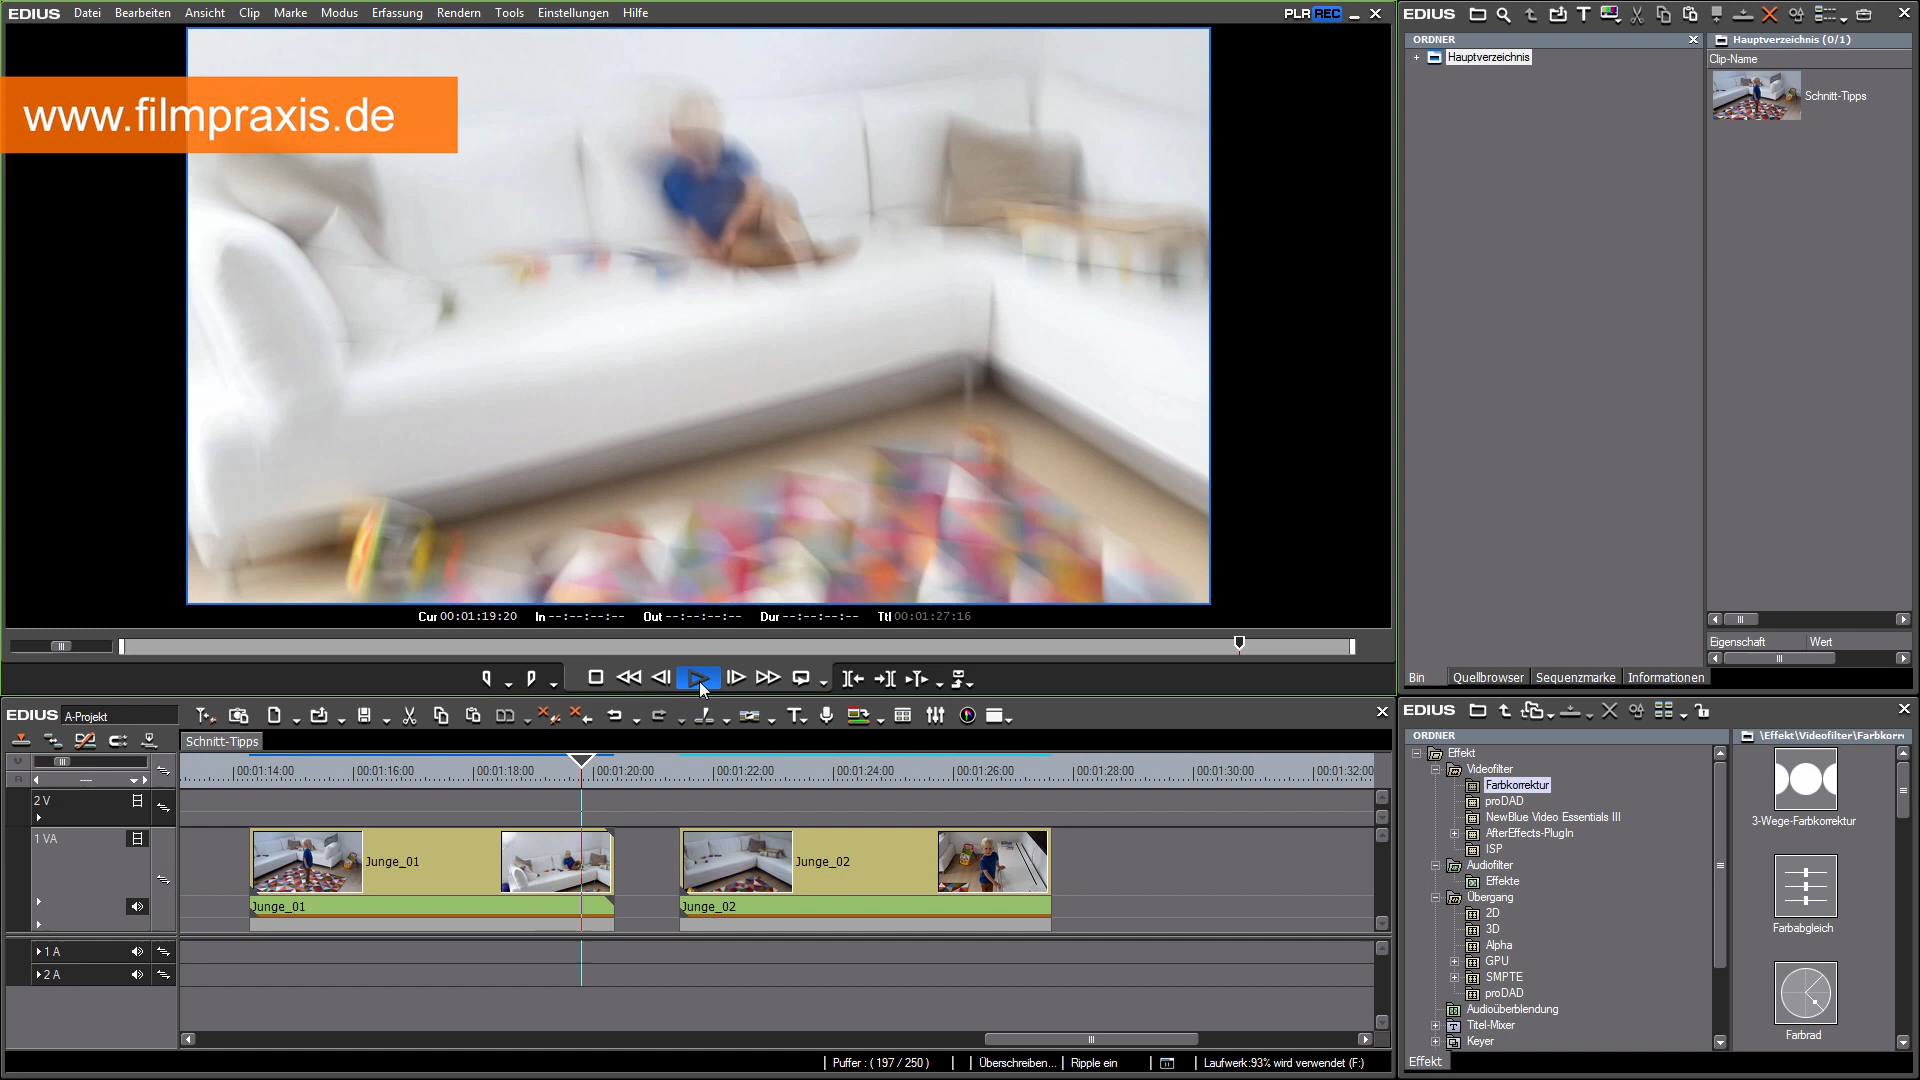 EDIUS Datei Bearbeiten Ansicht Clip Marke Modus Erfassung Rendern Tools Einstellungen Hilfe PLR REC
www.filmpraxis.de
Cur 00:01:19:20 In --:--:--:-- Out --:--:--:-- Dur --:--:--:-- Ttl 00:01:27:16
EDIUS
ORDNER
Hauptverzeichnis
Hauptverzeichnis (0/1)
Clip-Name
Schnitt-Tipps
Eigenschaft Wert
Bin Quellbrowser Sequenzmarke Informationen
EDIUS A-Projekt
Schnitt-Tipps
00:01:14:00 00:01:16:00 00:01:18:00 00:01:20:00 00:01:22:00 00:01:24:00 00:01:26:00 00:01:28:00 00:01:30:00 00:01:32:00
2 V
1 VA
Junge_01 Junge_02
Junge_01 Junge_02
1 A
2 A
Puffer : ( 197 / 250 ) Überschreiben... Ripple ein Laufwerk:93% wird verwendet (F:)
EDIUS
ORDNER
Effekt
Videofilter
Farbkorrektur
proDAD
NewBlue Video Essentials III
AfterEffects-PlugIn
ISP
Audiofilter
Effekte
Übergang
2D
3D
Alpha
GPU
SMPTE
proDAD
Audioüberblendung
Titel-Mixer
Keyer
Effekt
\Effekt\Videofilter\Farbkorr
3-Wege-Farbkorrektur
Farbabgleich
Farbrad